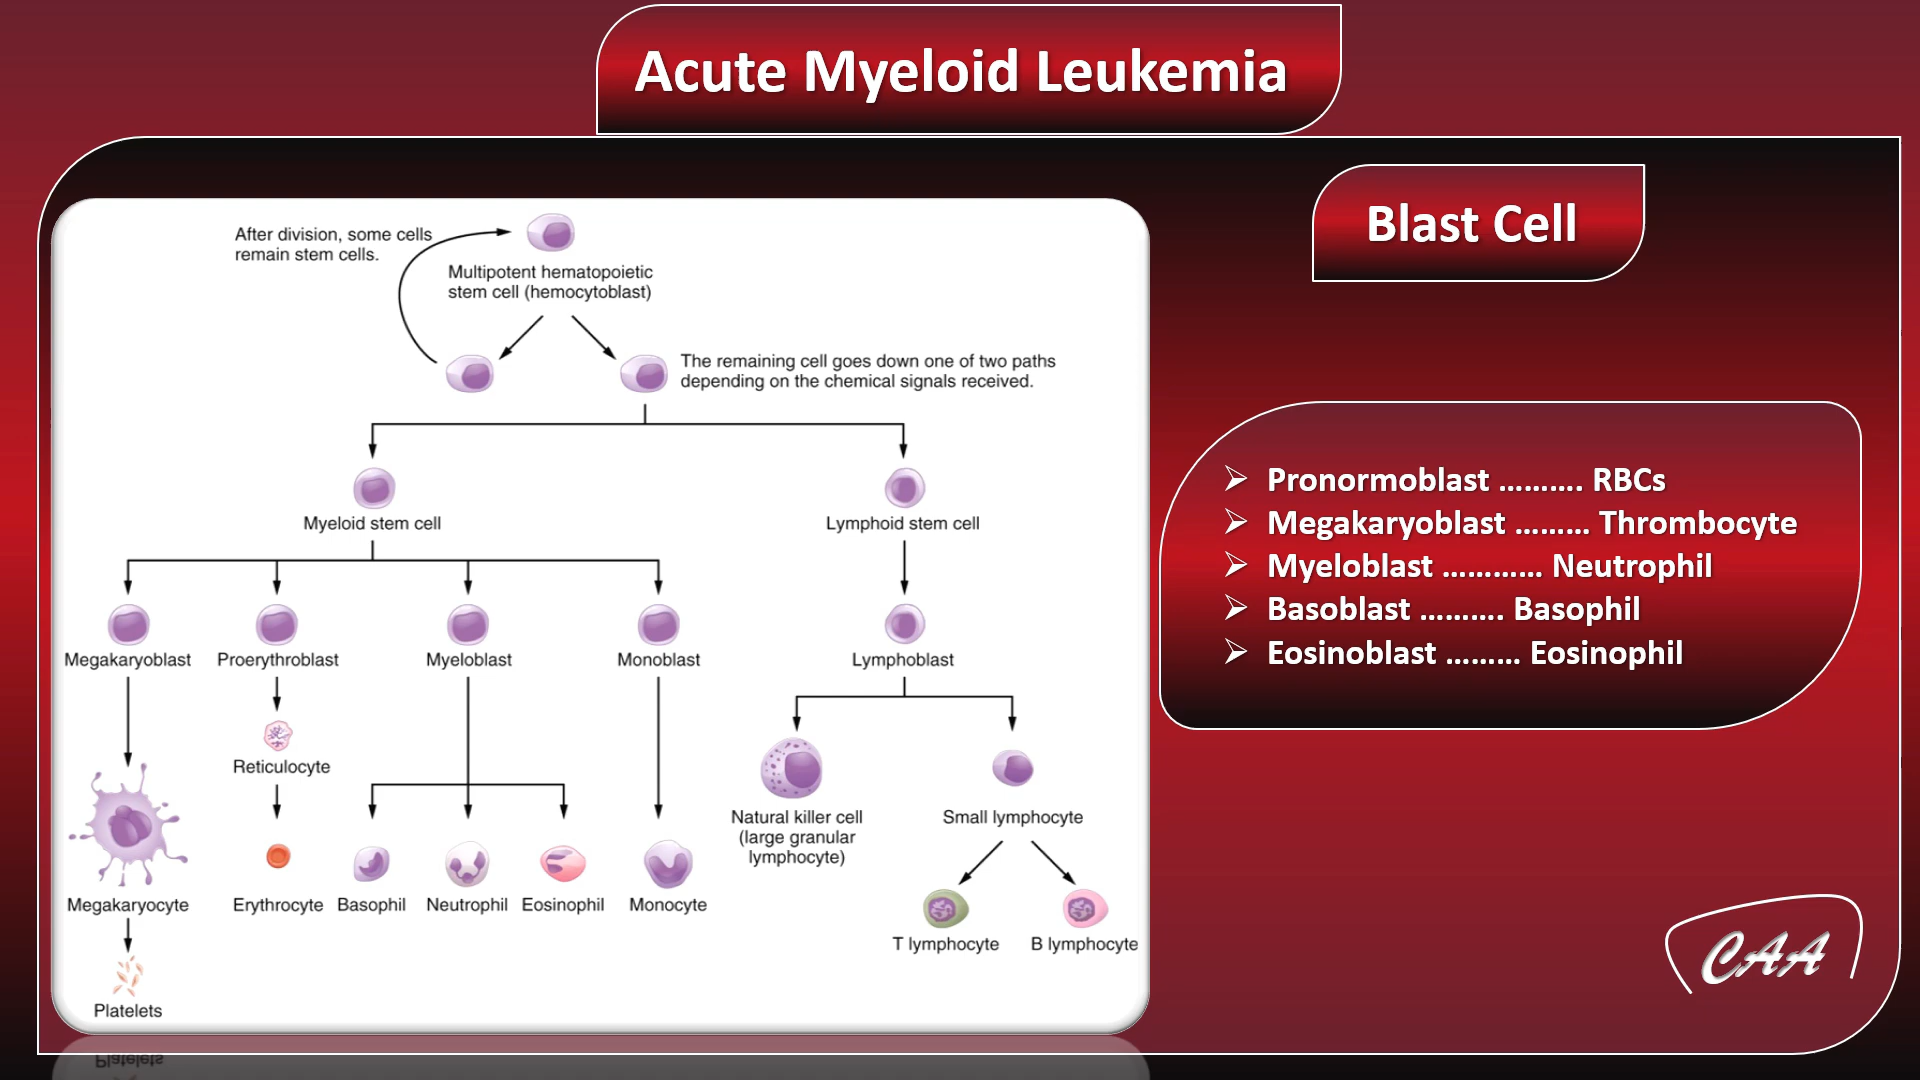 Acute Myeloid Leukemia
After division, some cells
remain stem cells.
Multipotent hematopoietic
stem cell (hemocytoblast)
The remaining cell goes down one of two paths
depending on the chemical signals received.
Myeloid stem cell
Lymphoid stem cell
Megakaryoblast
Proerythroblast
Myeloblast
Monoblast
Lymphoblast
Reticulocyte
Natural killer cell
(large granular
lymphocyte)
Small lymphocyte
Megakaryocyte
Erythrocyte
Basophil
Neutrophil
Eosinophil
Monocyte
T lymphocyte
B lymphocyte
Platelets
Blast Cell
➢ Pronormoblast .......... RBCs
➢ Megakaryoblast ......... Thrombocyte
➢ Myeloblast ............ Neutrophil
➢ Basoblast .......... Basophil
➢ Eosinoblast ......... Eosinophil
CAA